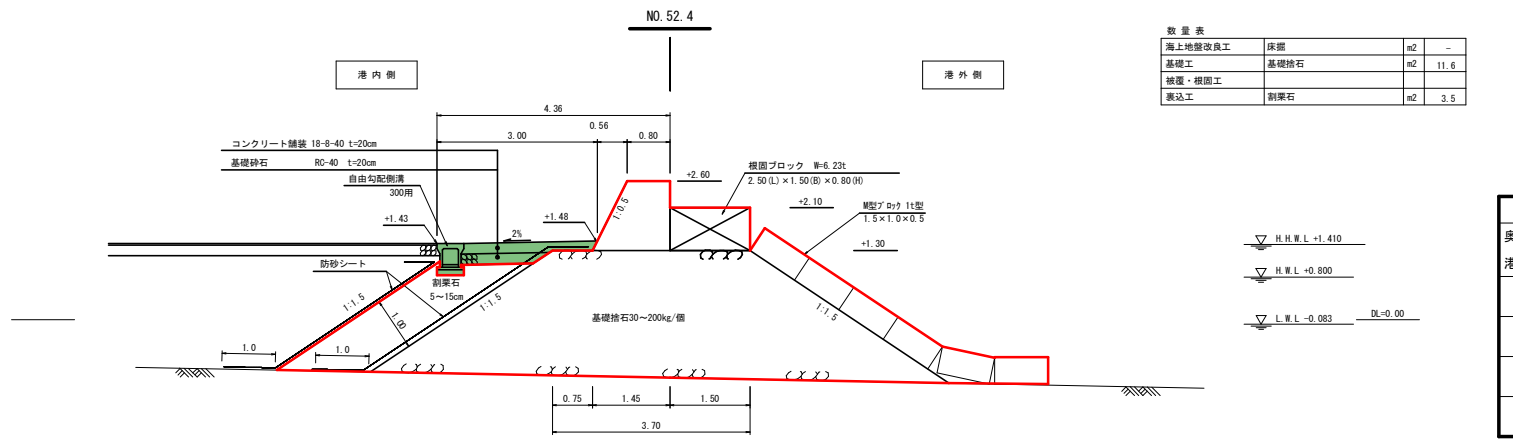 NO.52.4
港 内 側
港 外 側
数 量 表
海上地盤改良工 床掘 m2 -
基礎工 基礎捨石 m2 11.6
被覆・根固工
裏込工 割栗石 m2 3.5
4.36
0.56
3.00
0.80
コンクリート舗装 18-8-40 t=20cm
基礎砕石 RC-40 t=20cm
自由勾配側溝
300用
+2.60
根固ブロック W=6.23t
2.50(L)×1.50(B)×0.80(H)
+2.10
M型ブロック 1t型
1.5×1.0×0.5
+1.43
+1.48
1:0.5
2%
+1.30
H.H.W.L +1.410
防砂シート
H.W.L +0.800
割栗石
5～15cm
1:1.5
1:1.5
1.00
基礎捨石30～200kg/個
1:1.5
L.W.L -0.083
DL=0.00
1.0
1.0
0.75
1.45
1.50
3.70
奥
港